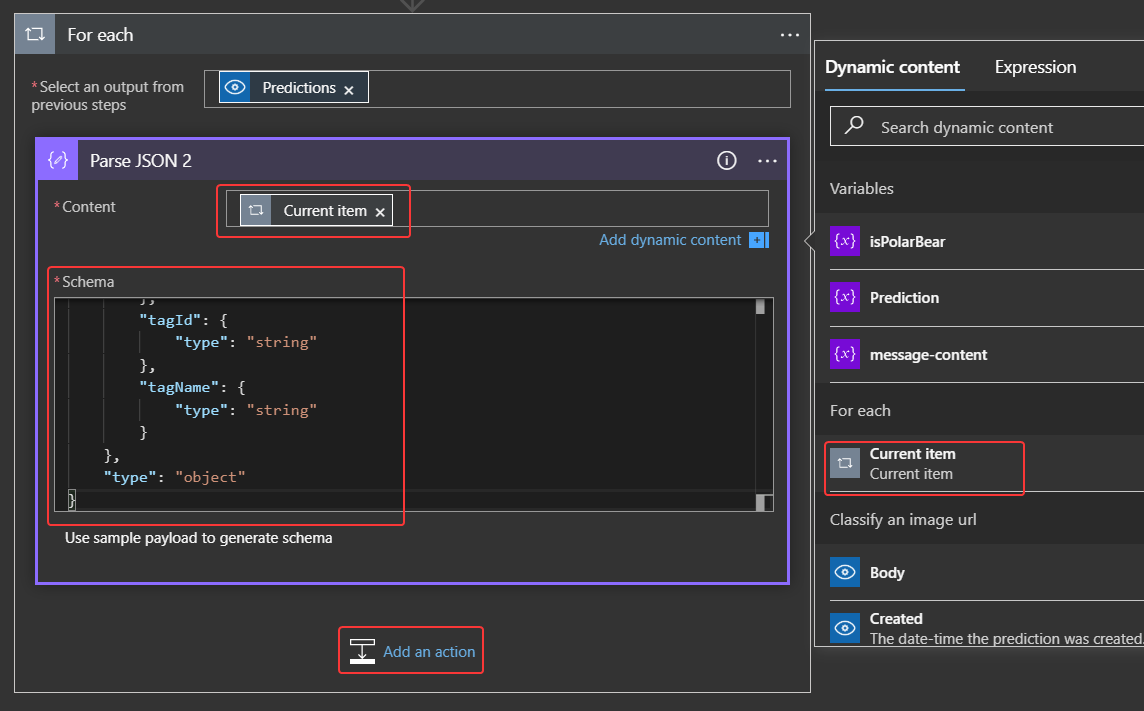 For each
...
* Select an output from
previous steps
Predictions ×
{∕} Parse JSON 2
...
* Content
Current item ×
Add dynamic content
* Schema
},
"tagId": {
"type": "string"
},
"tagName": {
"type": "string"
}
},
"type": "object"
}
Use sample payload to generate schema
Add an action
Dynamic content Expression
Search dynamic content
Variables
{x} isPolarBear
{x} Prediction
{x} message-content
For each
Current item
Current item
Classify an image url
Body
Created
The date-time the prediction was created.